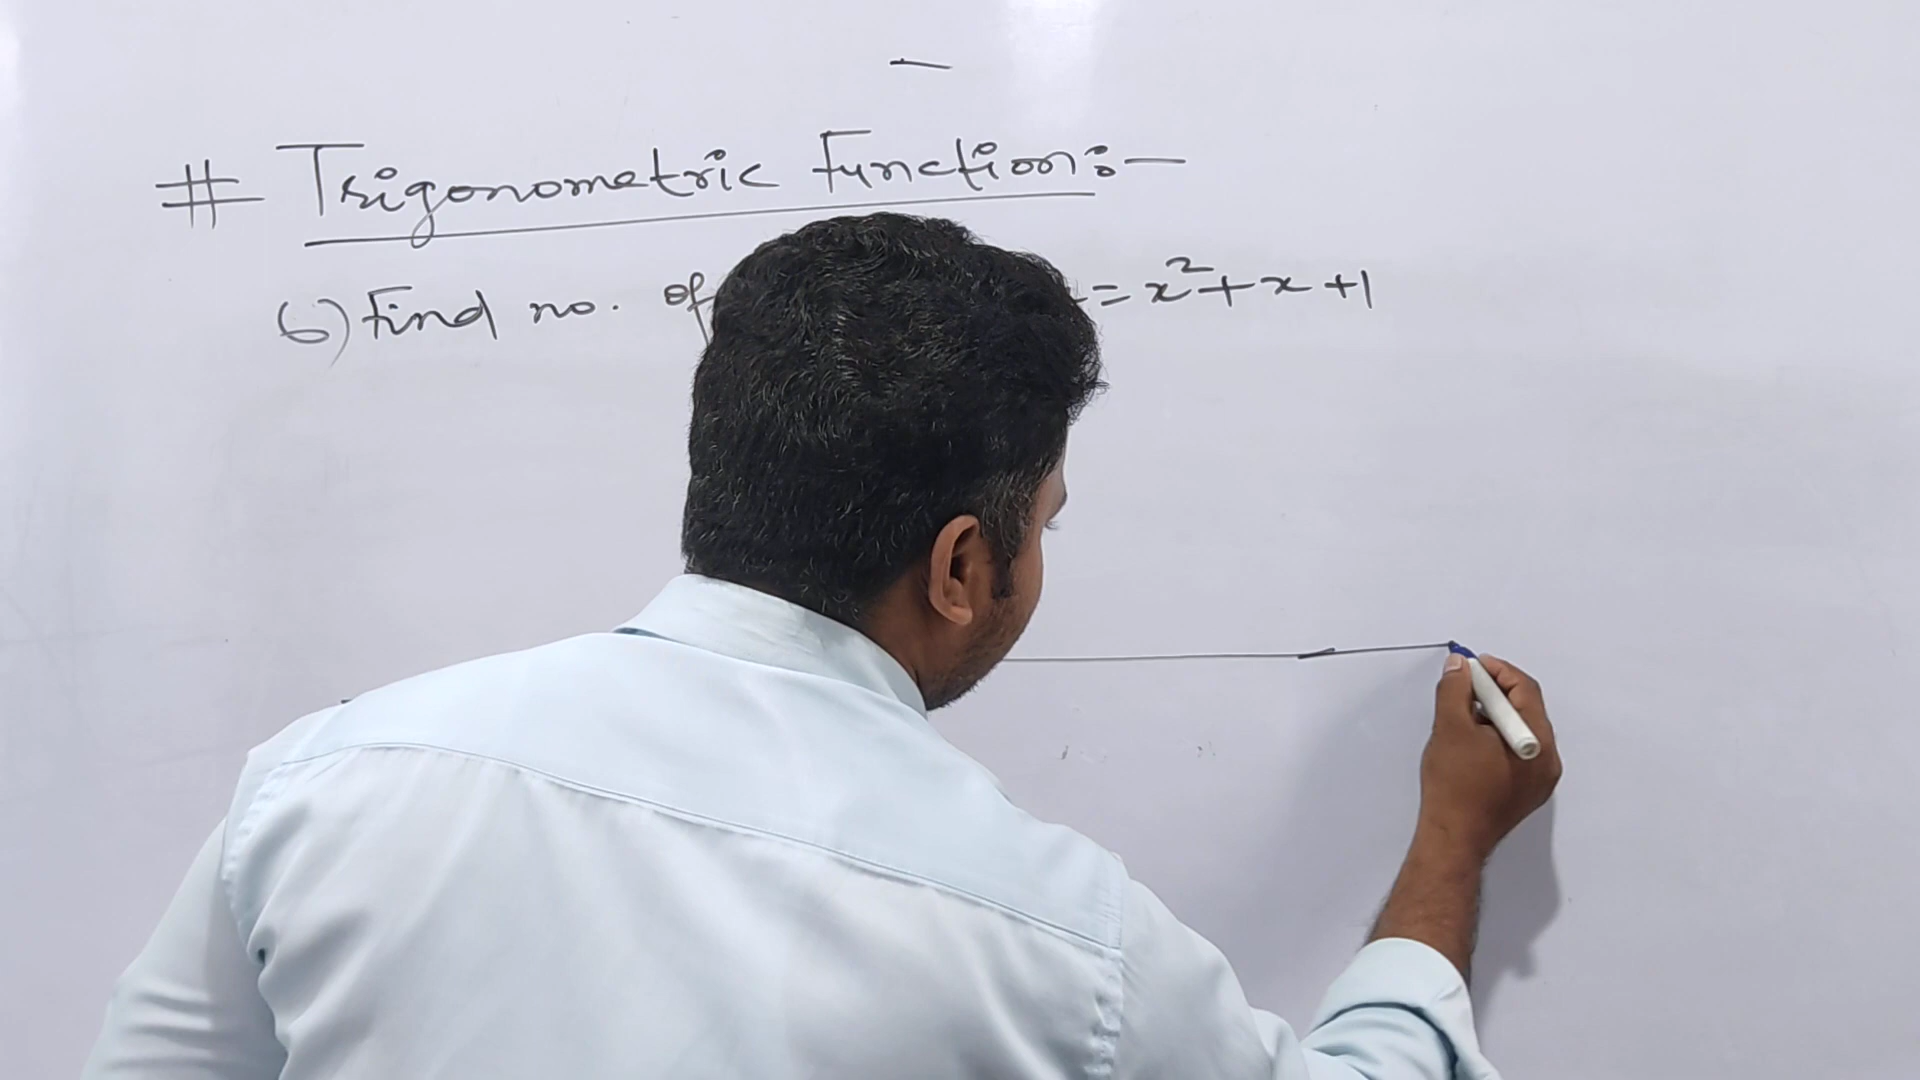 # Trigonometric Function:-
6) Find no. of = x²+x+1